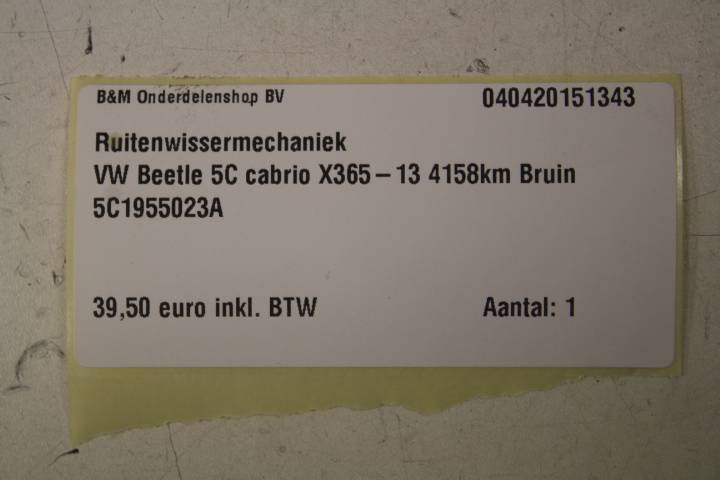 B&M Onderdelenshop BV 040420151343
Ruitenwissermechaniek
VW Beetle 5C cabrio X365 – 13 4158km Bruin
5C1955023A
39,50 euro inkl. BTW Aantal: 1